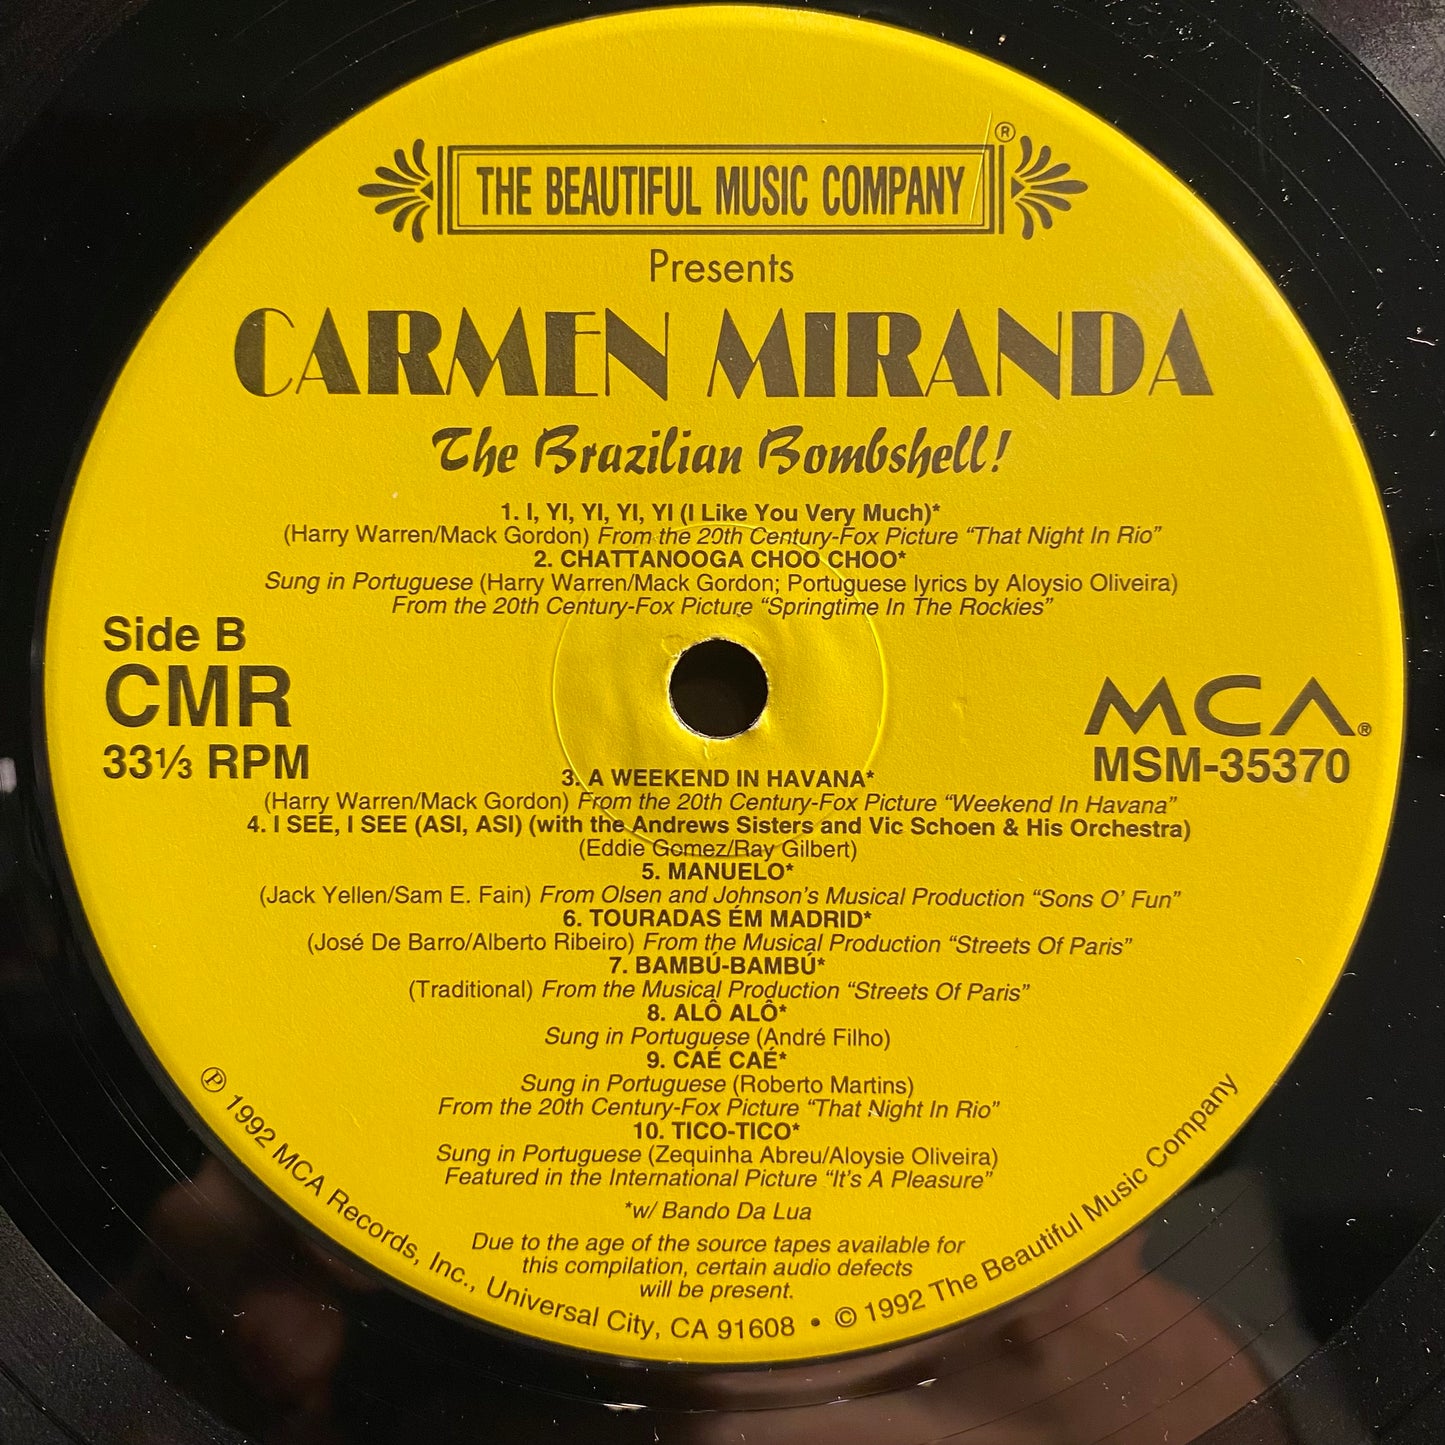 THE BEAUTIFUL MUSIC COMPANY ®
Presents
CARMEN MIRANDA
The Brazilian Bombshell!
1. I, YI, YI, YI, YI (I Like You Very Much)*
(Harry Warren/Mack Gordon) From the 20th Century-Fox Picture “That Night In Rio”
2. CHATTANOOGA CHOO CHOO*
Sung in Portuguese (Harry Warren/Mack Gordon; Portuguese lyrics by Aloysio Oliveira)
From the 20th Century-Fox Picture “Springtime In The Rockies”
Side B
CMR
33⅓ RPM
MCA®
MSM-35370
3. A WEEKEND IN HAVANA*
(Harry Warren/Mack Gordon) From the 20th Century-Fox Picture “Weekend In Havana”
4. I SEE, I SEE (ASI, ASI) (with the Andrews Sisters and Vic Schoen & His Orchestra)
(Eddie Gomez/Ray Gilbert)
5. MANUELO*
(Jack Yellen/Sam E. Fain) From Olsen and Johnson’s Musical Production “Sons O’ Fun”
6. TOURADAS ÉM MADRID*
(José De Barro/Alberto Ribeiro) From the Musical Production “Streets Of Paris”
7. BAMBÚ-BAMBÚ*
(Traditional) From the Musical Production “Streets Of Paris”
8. ALÔ ALÔ*
Sung in Portuguese (André Filho)
9. CAÉ CAÉ*
Sung in Portuguese (Roberto Martins)
From the 20th Century-Fox Picture “That Night In Rio”
10. TICO-TICO*
Sung in Portuguese (Zequinha Abreu/Aloysie Oliveira)
Featured in the International Picture “It’s A Pleasure”
*w/ Bando Da Lua
Due to the age of the source tapes available for
this compilation, certain audio defects
will be present.
℗ 1992 MCA Records, Inc., Universal City, CA 91608 • © 1992 The Beautiful Music Company